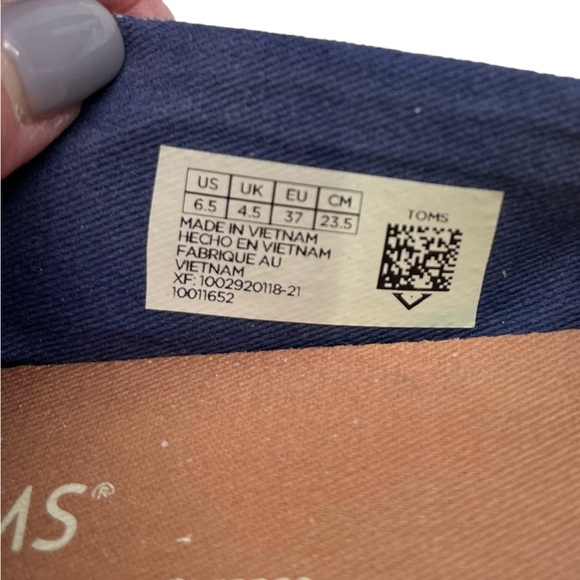 US UK EU CM
6.5 4.5 37 23.5
MADE IN VIETNAM
HECHO EN VIETNAM
FABRIQUE AU
VIETNAM
XF: 1002920118-21
10011652
TOMS
MS®